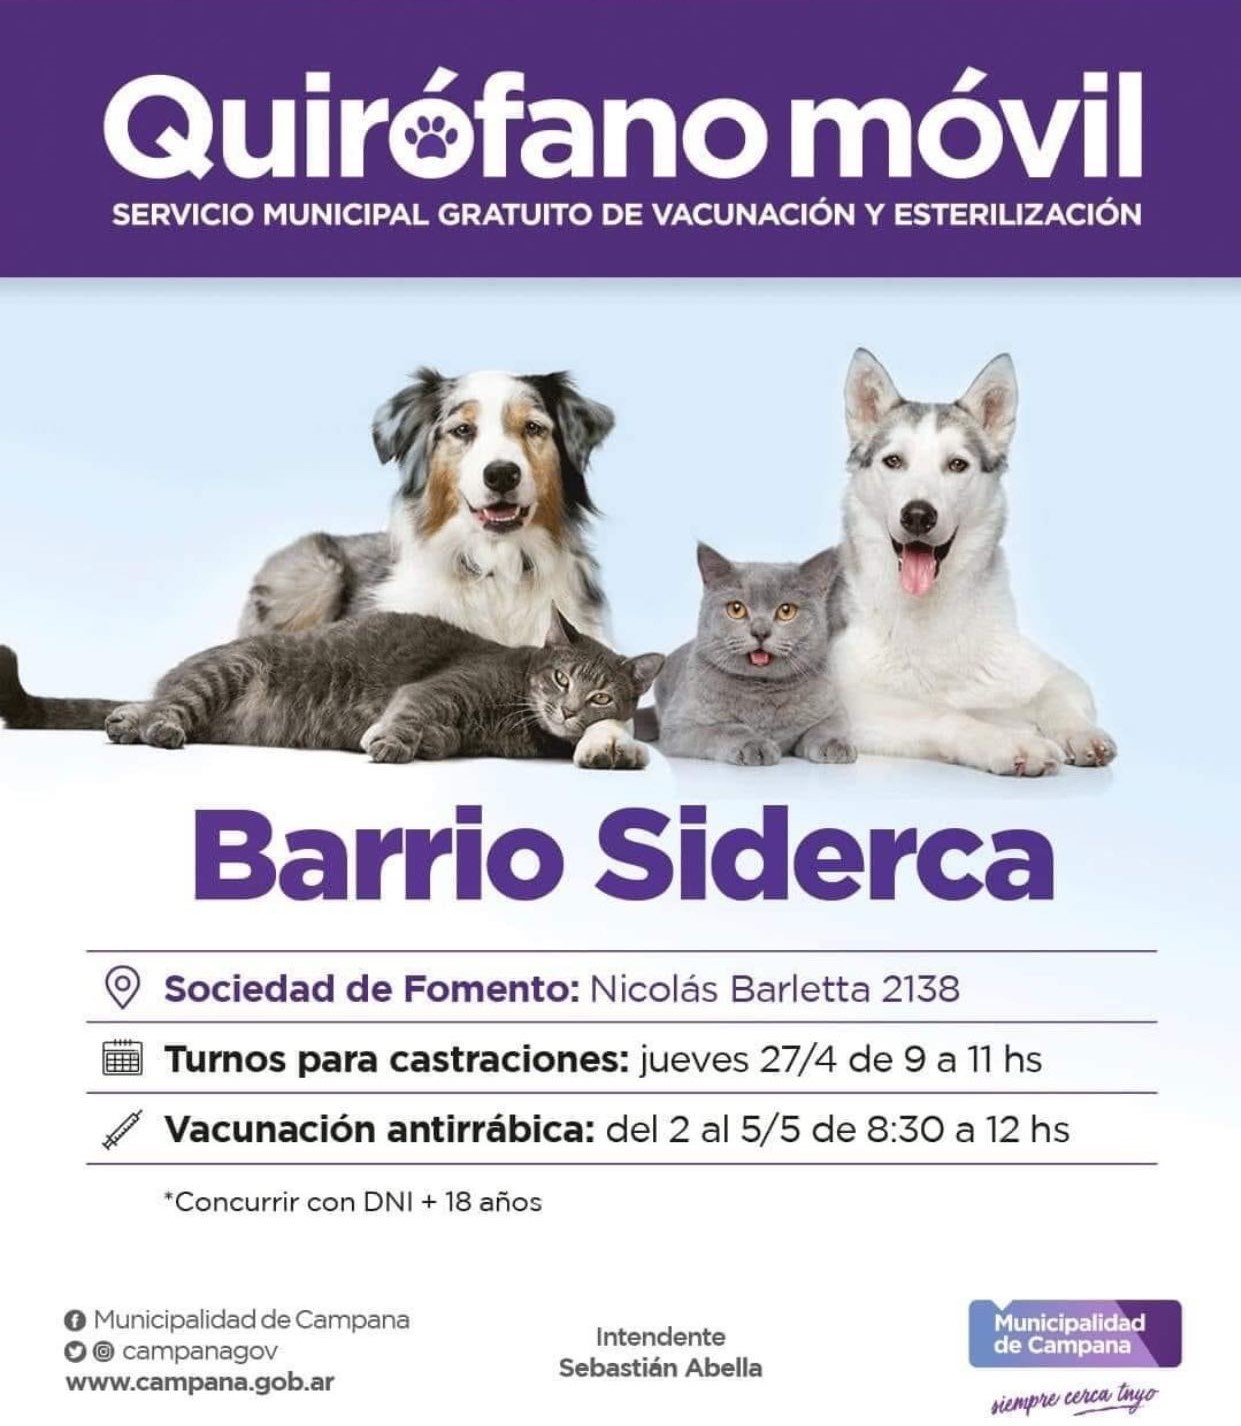 Quirófano móvil
SERVICIO MUNICIPAL GRATUITO DE VACUNACIÓN Y ESTERILIZACIÓN
Barrio Siderca
Sociedad de Fomento: Nicolás Barletta 2138
Turnos para castraciones: jueves 27/4 de 9 a 11 hs
Vacunación antirrábica: del 2 al 5/5 de 8:30 a 12 hs
*Concurrir con DNI + 18 años
Municipalidad de Campana
campanagov
www.campana.gob.ar
Intendente
Sebastián Abella
Municipalidad
de Campana
siempre cerca tuyo